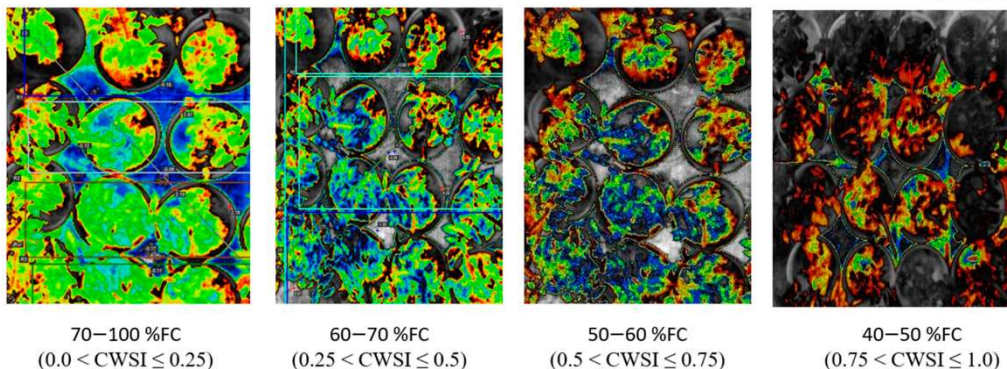 70–100 %FC
(0.0 < CWSI ≤ 0.25)
60–70 %FC
(0.25 < CWSI ≤ 0.5)
50–60 %FC
(0.5 < CWSI ≤ 0.75)
40–50 %FC
(0.75 < CWSI ≤ 1.0)